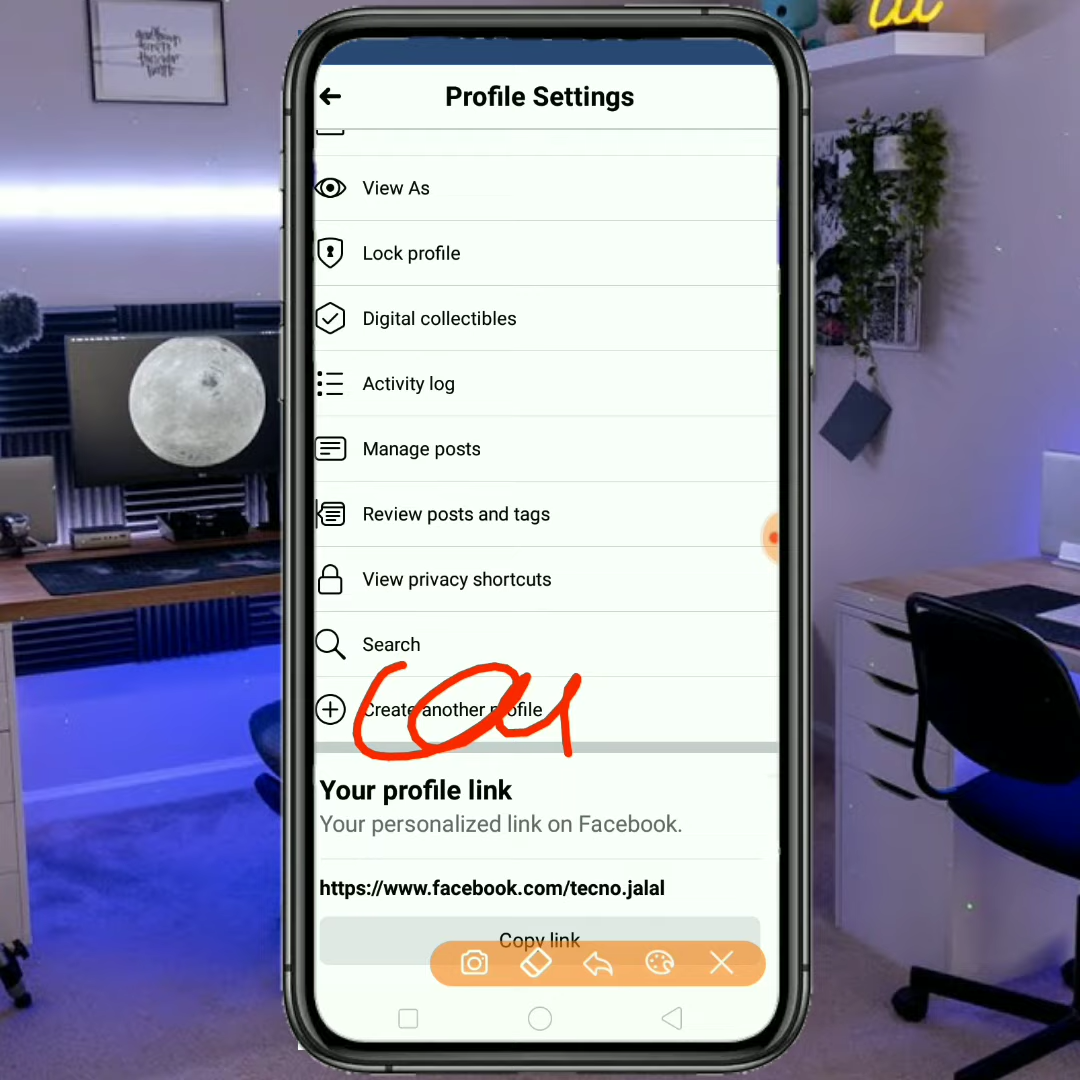 Profile Settings
View As
Lock profile
Digital collectibles
Activity log
Manage posts
Review posts and tags
View privacy shortcuts
Search
Create another profile
Your profile link
Your personalized link on Facebook.
https://www.facebook.com/tecno.jalal
Copy link